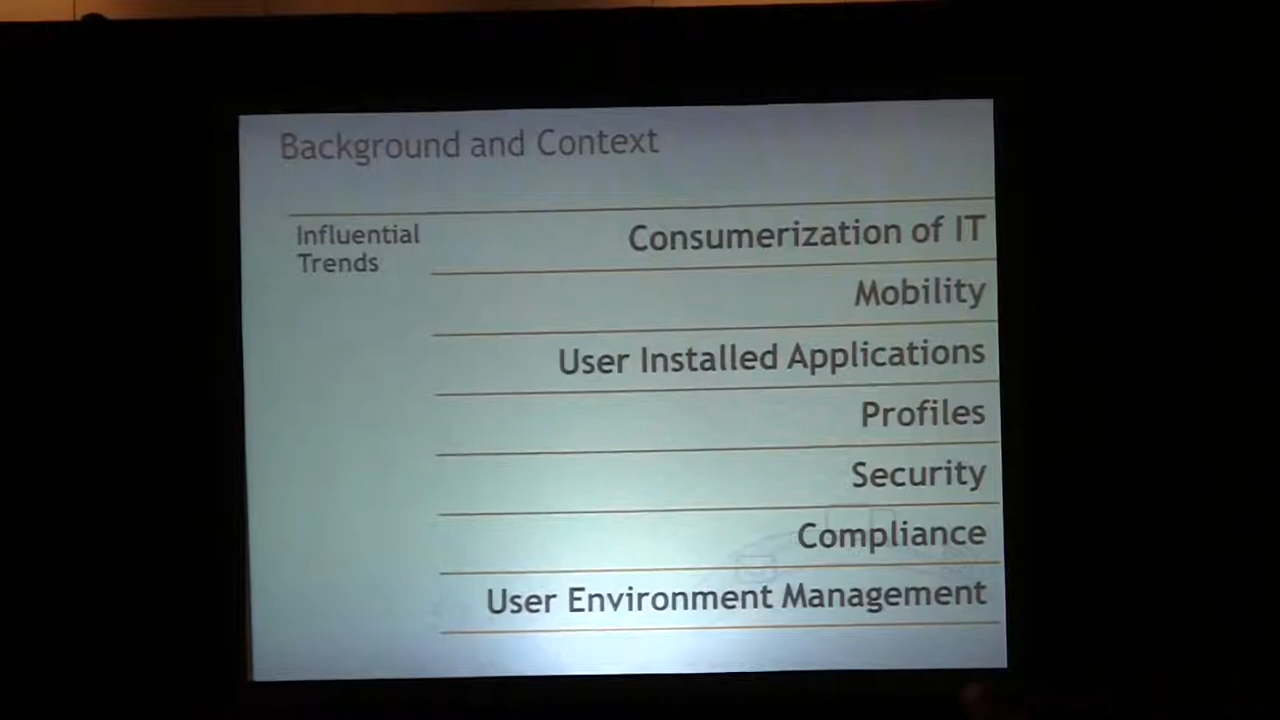 Background and Context
Influential
Trends
Consumerization of IT
Mobility
User Installed Applications
Profiles
Security
Compliance
User Environment Management